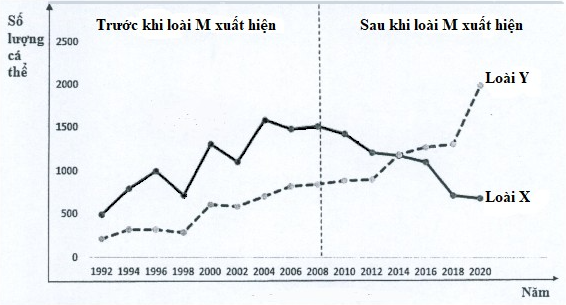 Số
lượng
cá
thể
Trước khi loài M xuất hiện
Sau khi loài M xuất hiện
2500
2000
1500
1000
500
0
Loài Y
Loài X
1992 1994 1996 1998 2000 2002 2004 2006 2008 2010 2012 2014 2016 2018 2020
Năm